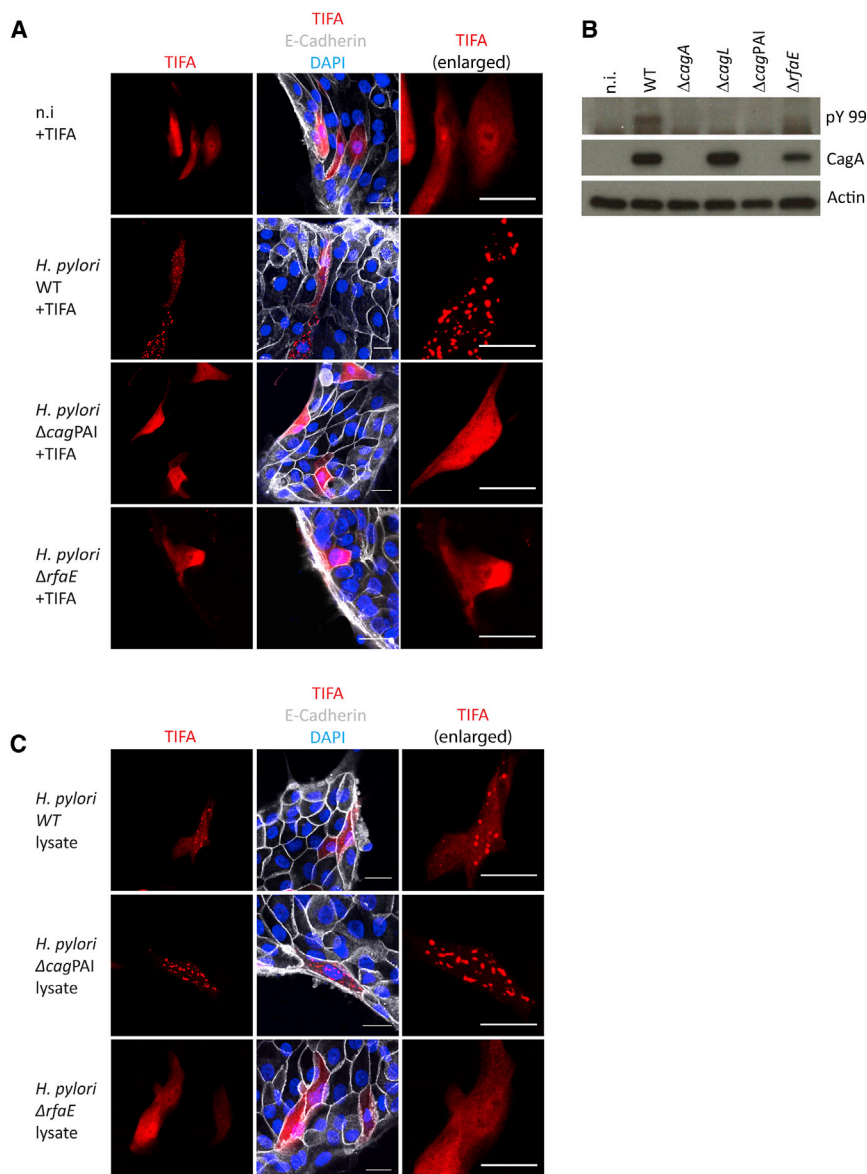 A
TIFA
TIFA
E-Cadherin
DAPI
TIFA
(enlarged)
n.i
+TIFA
H. pylori
WT
+TIFA
H. pylori
ΔcagPAI
+TIFA
H. pylori
ΔrfaE
+TIFA
B
n.i.
WT
ΔcagA
ΔcagL
ΔcagPAI
ΔrfaE
pY 99
CagA
Actin
C
TIFA
TIFA
E-Cadherin
DAPI
TIFA
(enlarged)
H. pylori
WT
lysate
H. pylori
ΔcagPAI
lysate
H. pylori
ΔrfaE
lysate